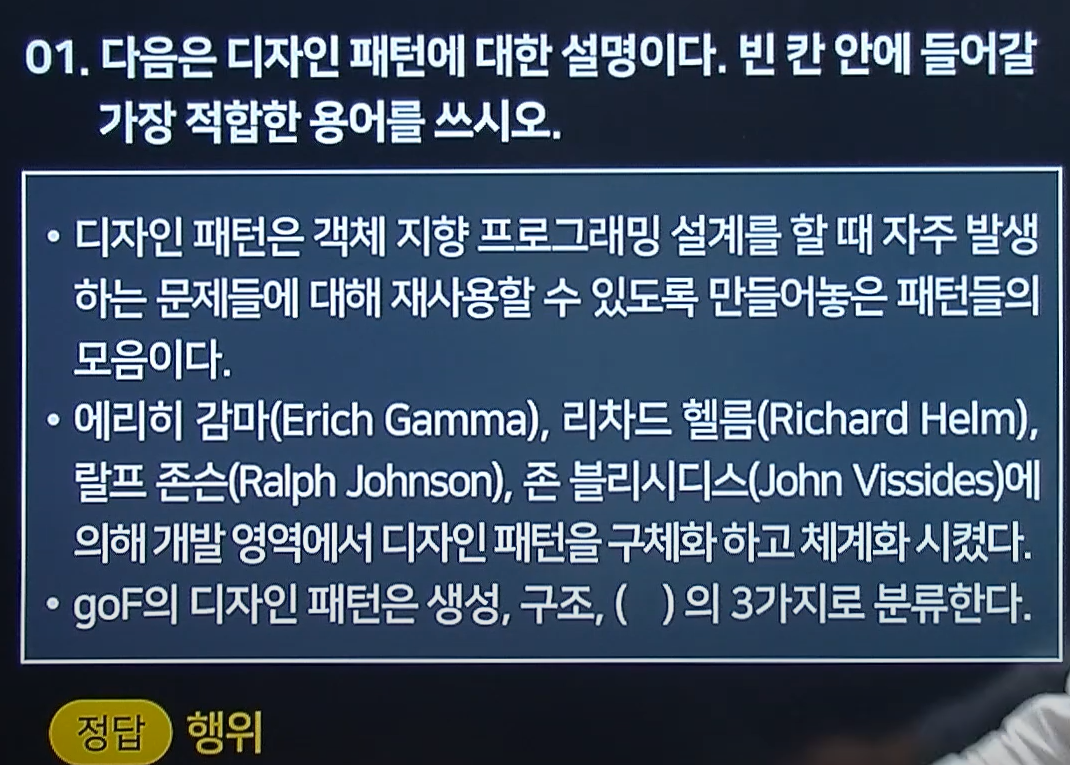 01. 다음은 디자인 패턴에 대한 설명이다. 빈 칸 안에 들어갈
가장 적합한 용어를 쓰시오.
• 디자인 패턴은 객체 지향 프로그래밍 설계를 할 때 자주 발생
하는 문제들에 대해 재사용할 수 있도록 만들어놓은 패턴들의
모음이다.
• 에리히 감마(Erich Gamma), 리차드 헬름(Richard Helm),
랄프 존슨(Ralph Johnson), 존 블리시디스(John Vissides)에
의해 개발 영역에서 디자인 패턴을 구체화 하고 체계화 시켰다.
• goF의 디자인 패턴은 생성, 구조, ( ) 의 3가지로 분류한다.
정답 행위